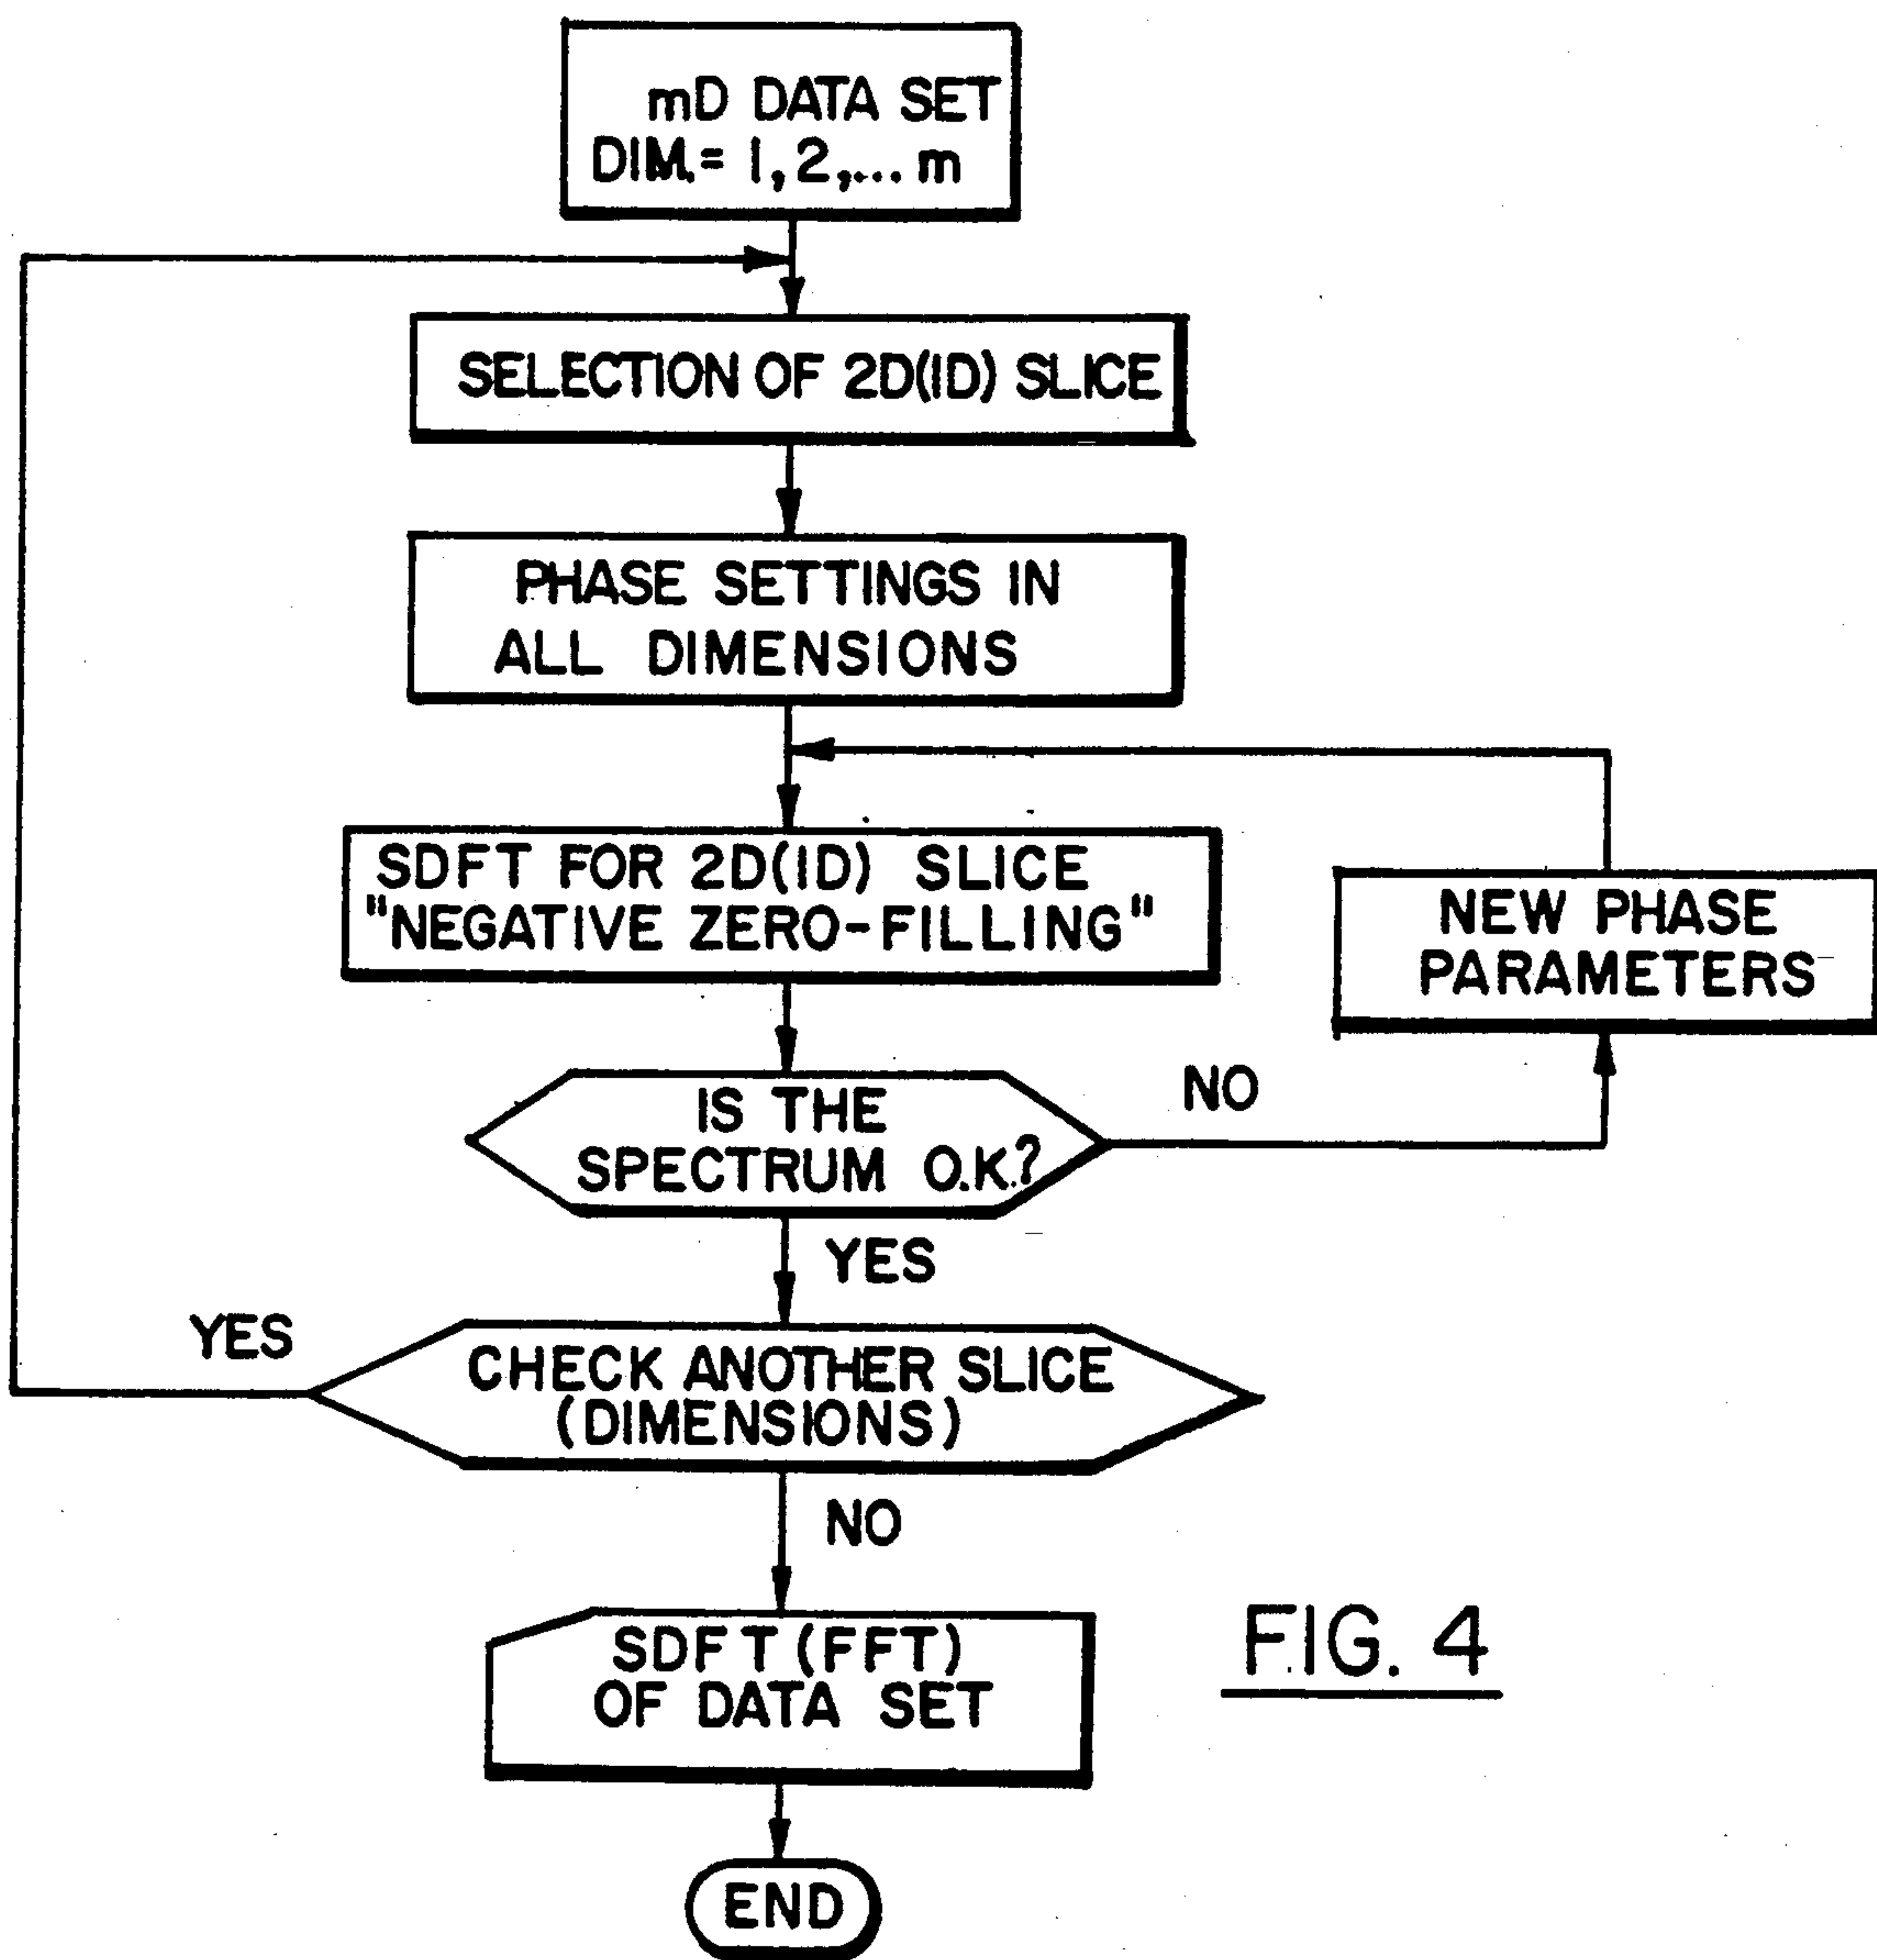 mD DATA SET
DIM.= 1, 2,... m
SELECTION OF 2D(1D) SLICE
PHASE SETTINGS IN
ALL DIMENSIONS
SDFT FOR 2D(1D) SLICE
"NEGATIVE ZERO-FILLING"
NEW PHASE
PARAMETERS
IS THE
SPECTRUM O.K.?
NO
YES
YES
CHECK ANOTHER SLICE
(DIMENSIONS)
NO
SDFT (FFT)
OF DATA SET
FIG. 4
END